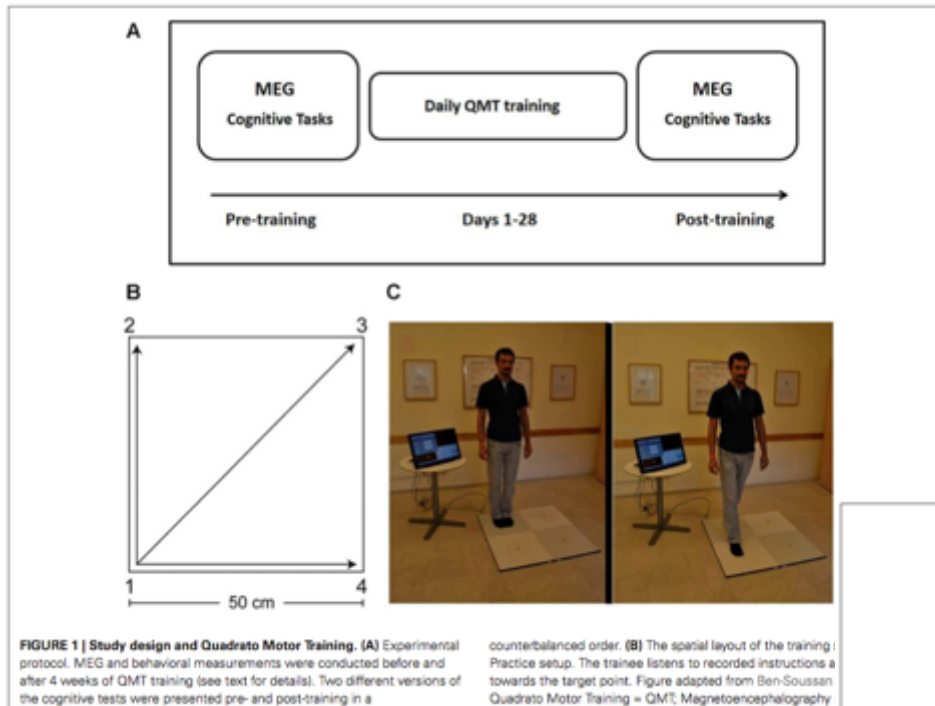 A
MEG
Cognitive Tasks
Daily QMT training
MEG
Cognitive Tasks
Pre-training
Days 1-28
Post-training
B
C
2
3
1
4
50 cm
FIGURE 1 | Study design and Quadrato Motor Training. (A) Experimental
protocol. MEG and behavioral measurements were conducted before and
after 4 weeks of QMT training (see text for details). Two different versions of
the cognitive tests were presented pre- and post-training in a
counterbalanced order. (B) The spatial layout of the training
Practice setup. The trainee listens to recorded instructions a
towards the target point. Figure adapted from Ben-Soussan
Quadrato Motor Training = QMT; Magnetoencephalography